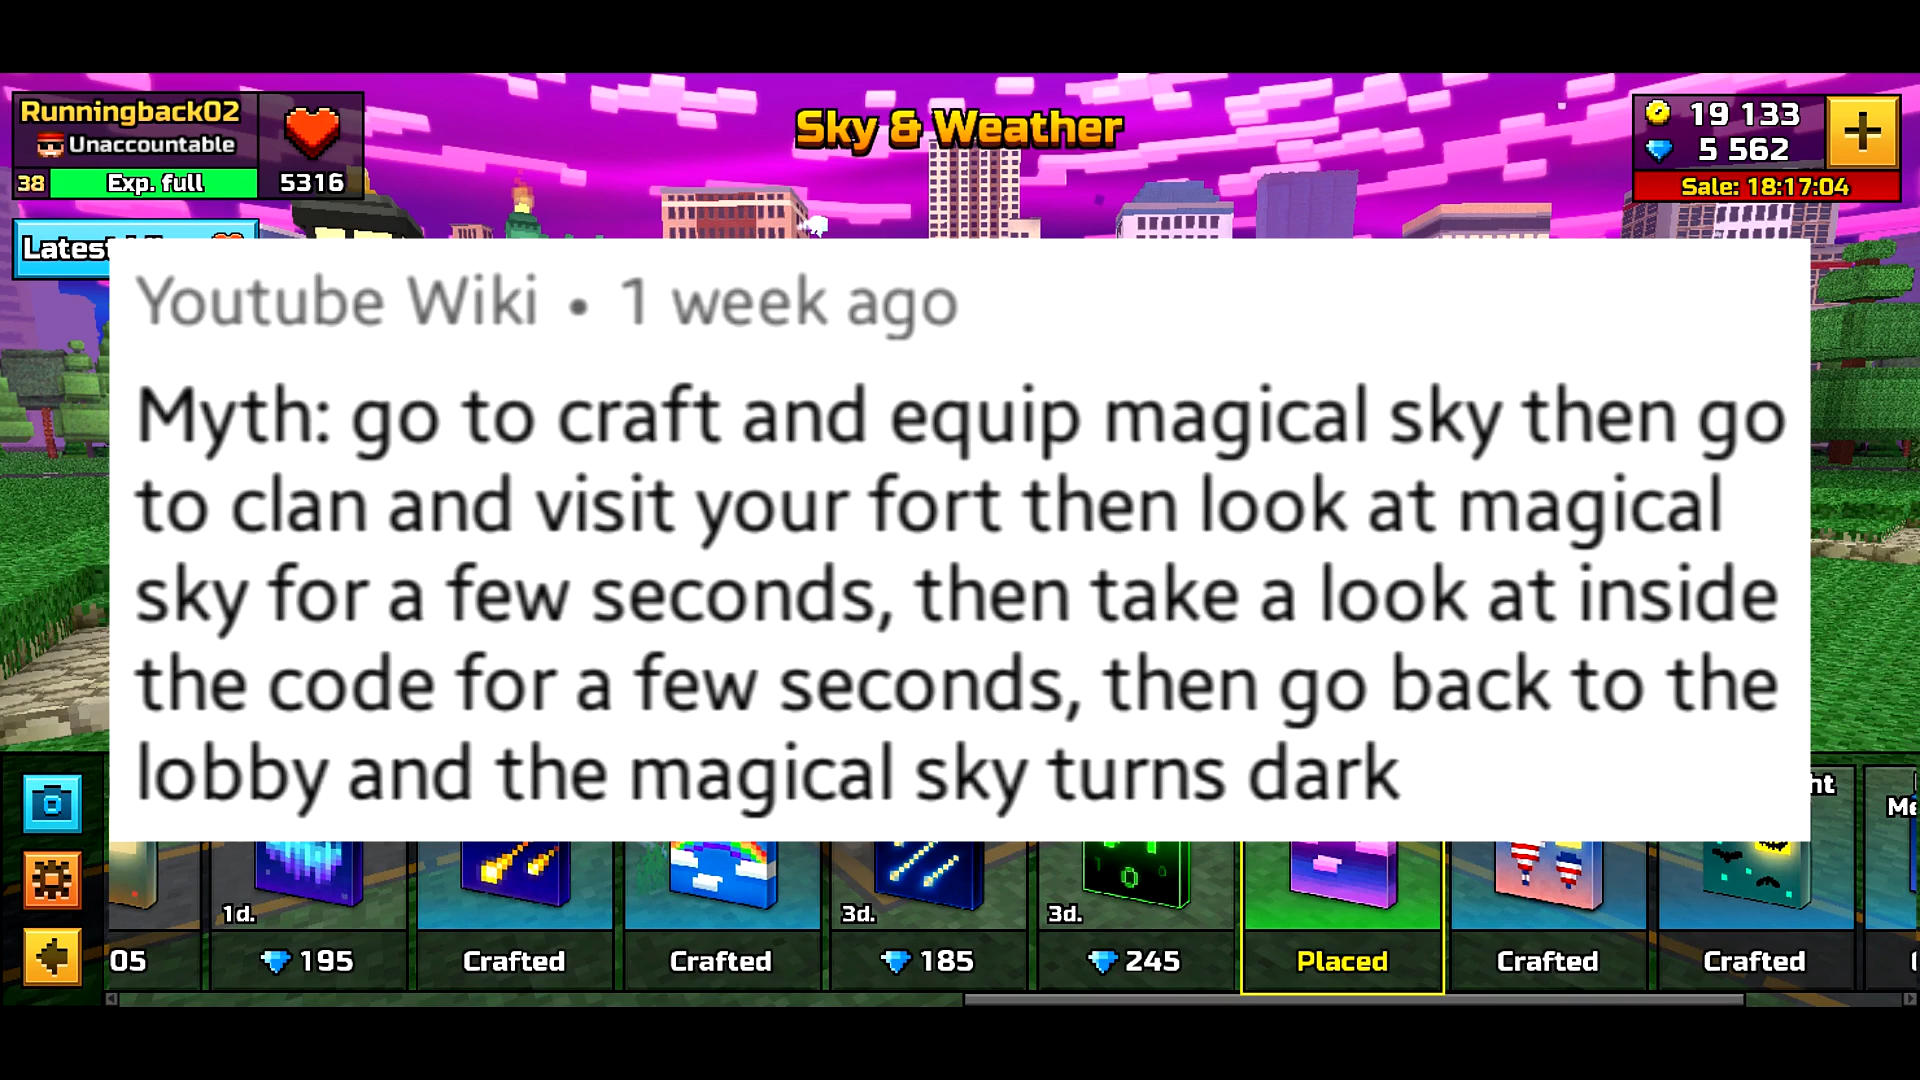 Runningback02
Unaccountable
38
Exp. full
5316
Sky & Weather
19 133
5 562
Sale: 18:17:04
Latest
Youtube Wiki • 1 week ago
Myth: go to craft and equip magical sky then go
to clan and visit your fort then look at magical
sky for a few seconds, then take a look at inside
the code for a few seconds, then go back to the
lobby and the magical sky turns dark
ht
Me
1d.
3d.
3d.
05
195
Crafted
Crafted
185
245
Placed
Crafted
Crafted